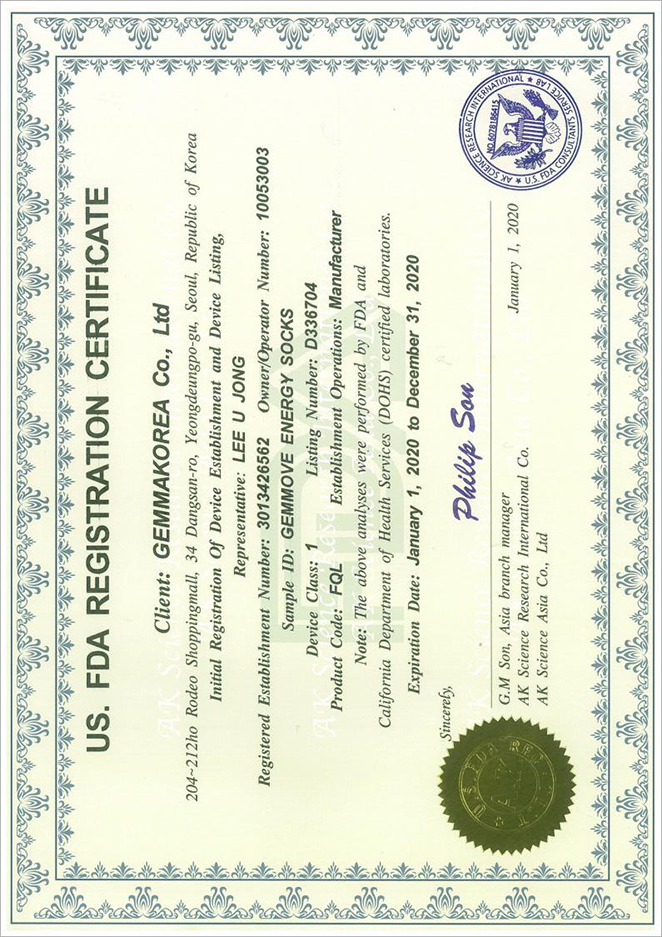 US. FDA REGISTRATION CERTIFICATE
Client: GEMMAKOREA Co., Ltd
204~212ho Rodeo Shoppingmall, 34 Dangsan-ro, Yeongdeungpo-gu, Seoul, Republic of Korea
Initial Registration Of Device Establishment and Device Listing,
Representative: LEE U JONG
Registered Establishment Number: 3013426562 Owner/Operator Number: 10053003
Sample ID: GEMMOVE ENERGY SOCKS
Device Class: 1 Listing Number: D336704
Product Code: FQL Establishment Operations: Manufacturer
Note: The above analyses were performed by FDA and
California Department of Health Services (DOHS) certified laboratories.
Expiration Date: January 1, 2020 to December 31, 2020
Sincerely,
Philip Son
G.M Son, Asia branch manager
January 1, 2020
AK Science Research International Co.
AK Science Asia Co., Ltd
AK SCIENCE RESEARCH INTERNATIONAL
NO.6078186415
U.S. FDA CONSULTANTS SERVICE LAB